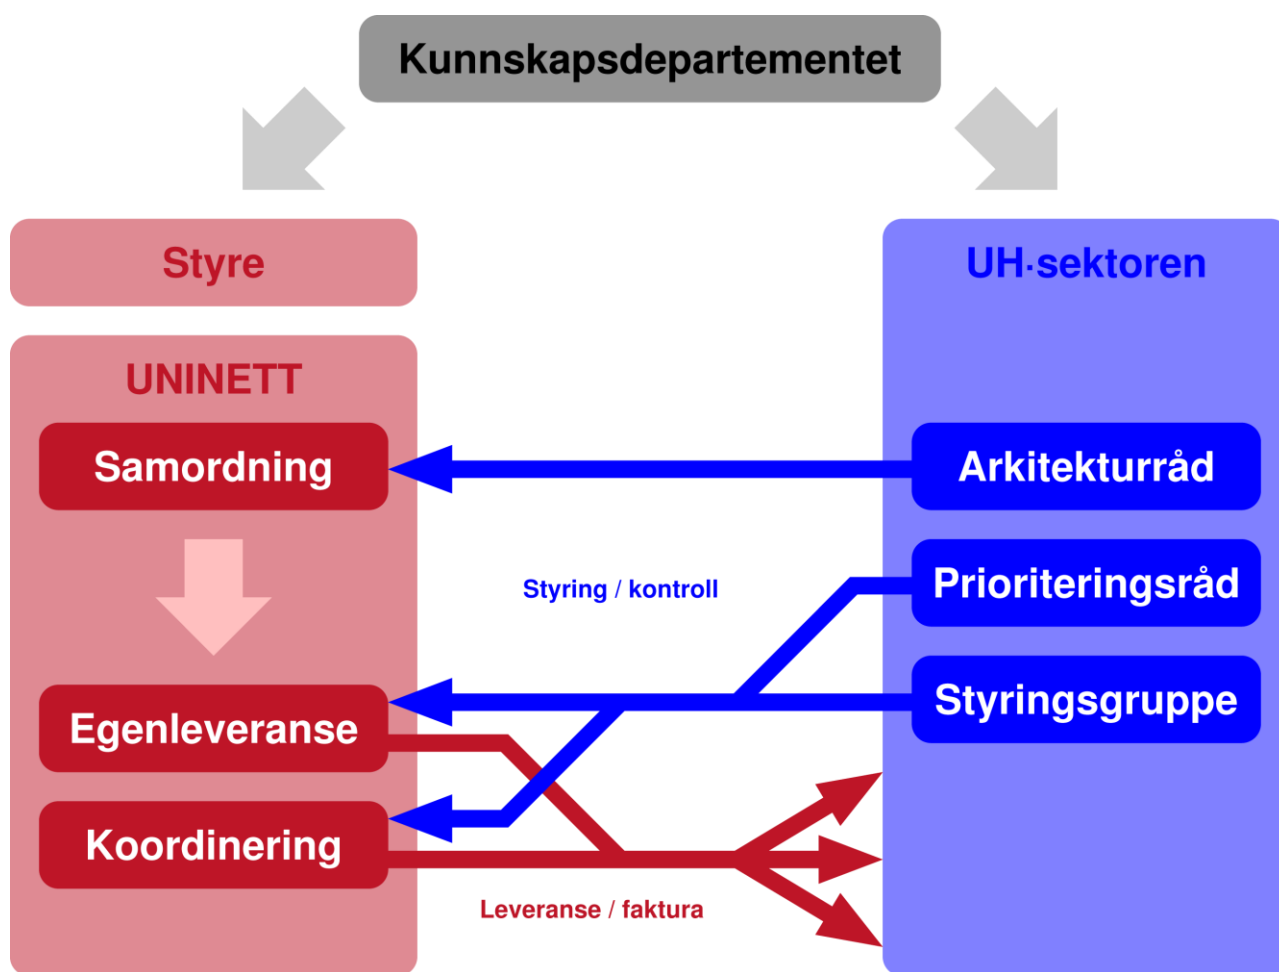 Kunnskapsdepartementet
Styre
UH-sektoren
UNINETT
Samordning
Arkitekturråd
Styring / kontroll
Prioriteringsråd
Styringsgruppe
Egenleveranse
Koordinering
Leveranse / faktura